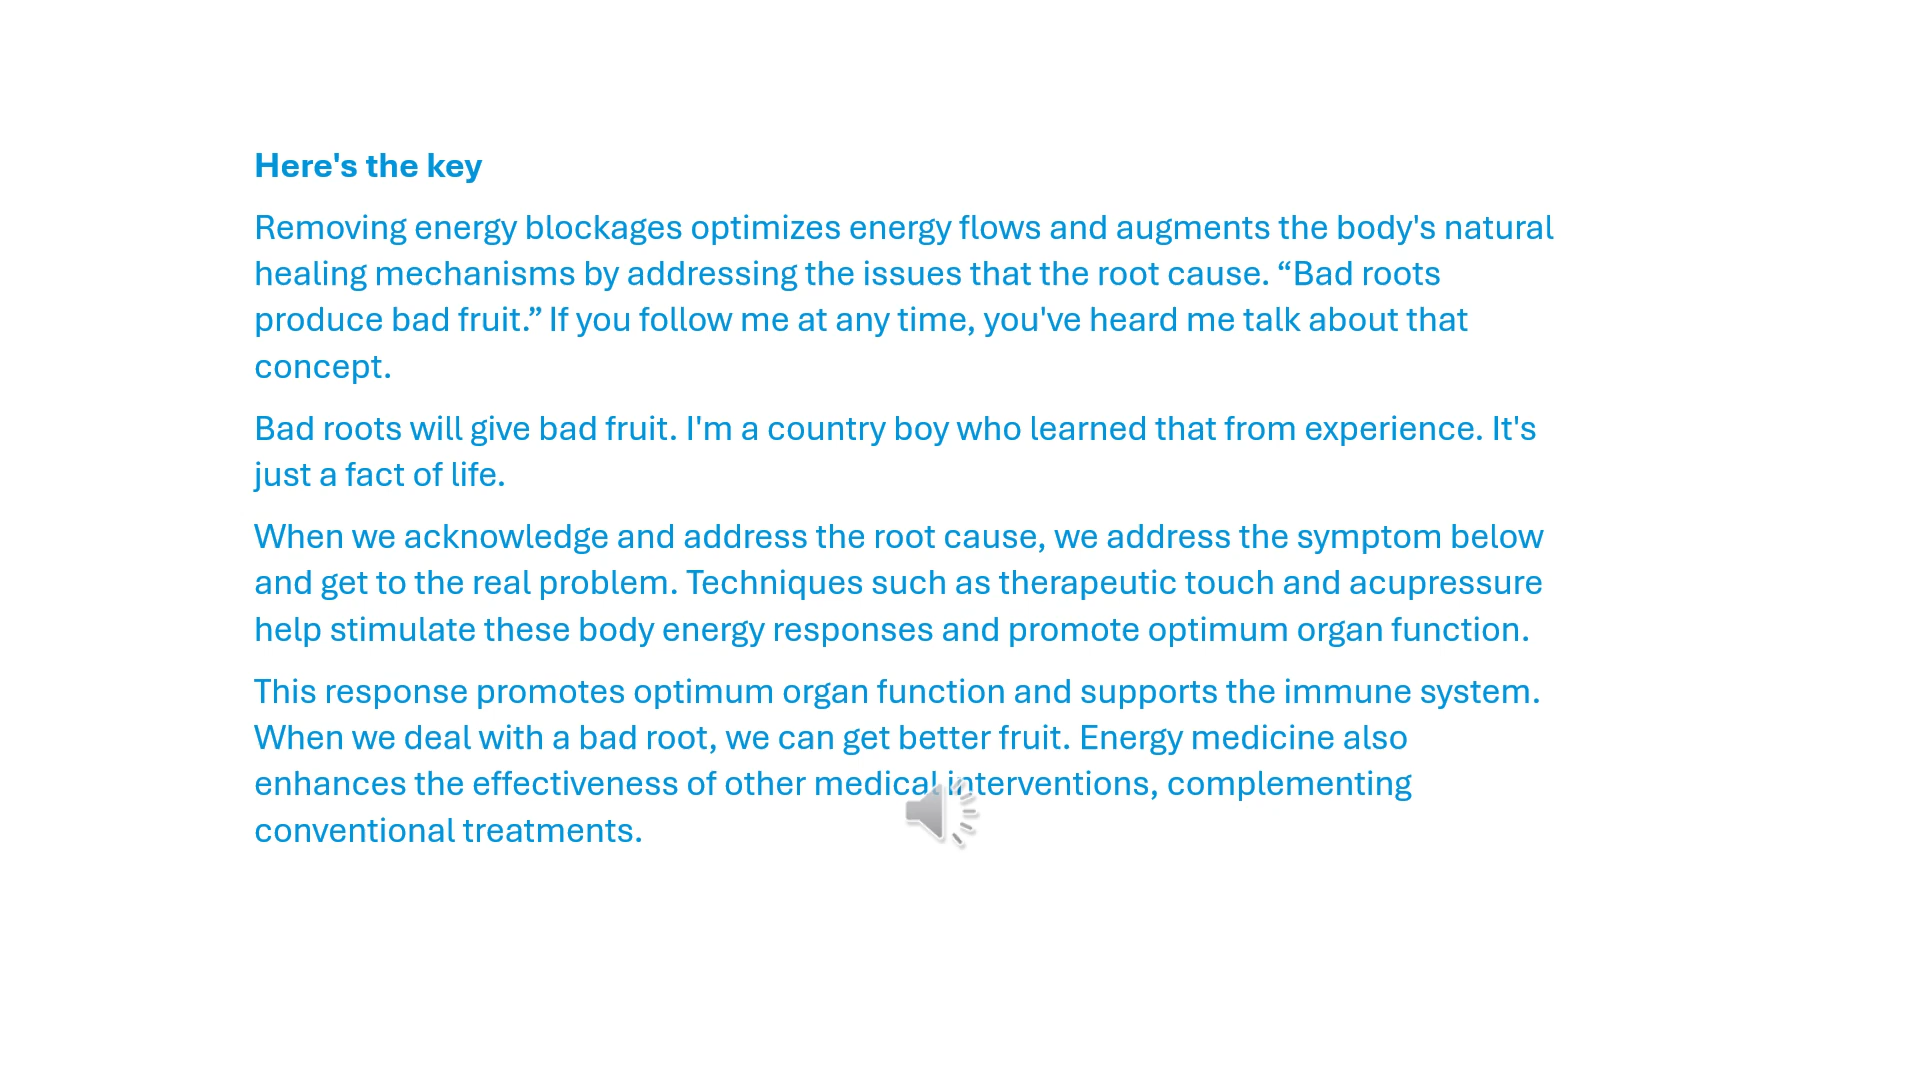 Here's the key
Removing energy blockages optimizes energy flows and augments the body's natural
healing mechanisms by addressing the issues that the root cause. “Bad roots
produce bad fruit.” If you follow me at any time, you've heard me talk about that
concept.
Bad roots will give bad fruit. I'm a country boy who learned that from experience. It's
just a fact of life.
When we acknowledge and address the root cause, we address the symptom below
and get to the real problem. Techniques such as therapeutic touch and acupressure
help stimulate these body energy responses and promote optimum organ function.
This response promotes optimum organ function and supports the immune system.
When we deal with a bad root, we can get better fruit. Energy medicine also
enhances the effectiveness of other medical interventions, complementing
conventional treatments.